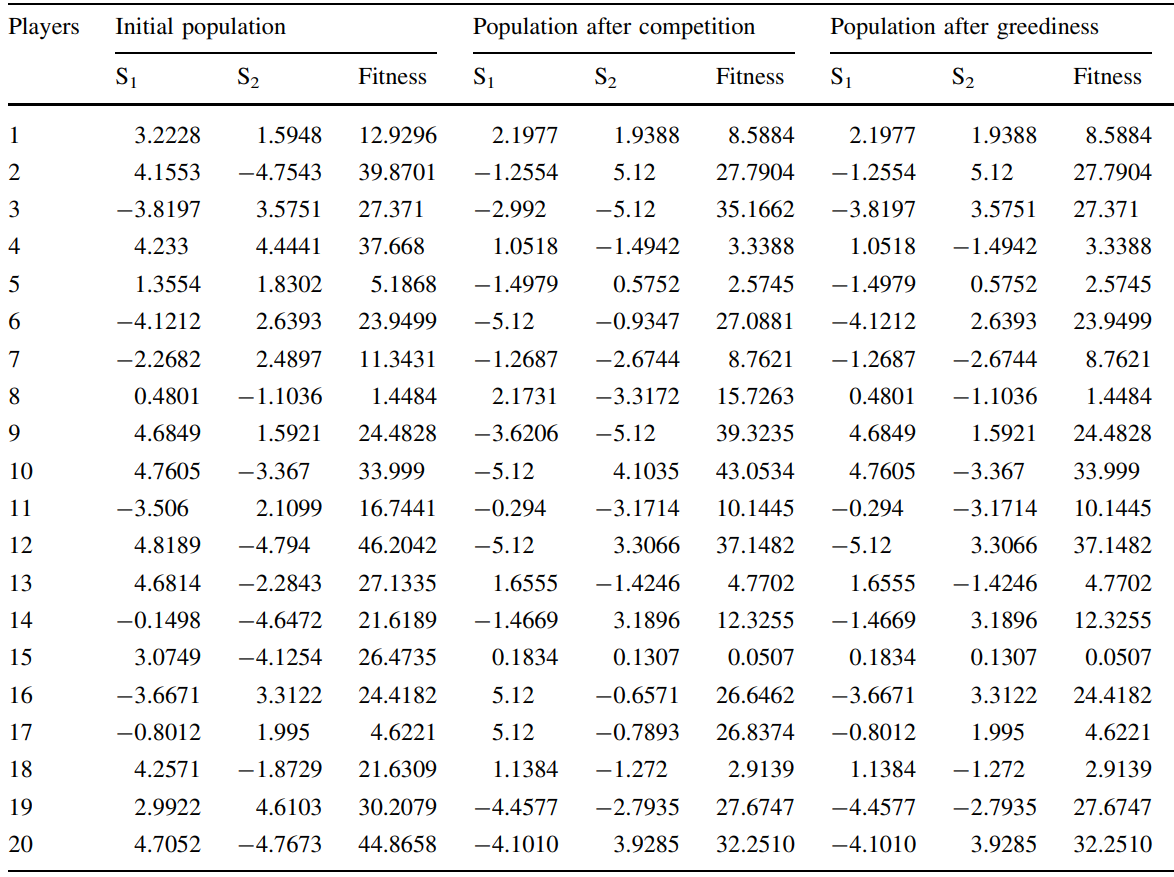 Players Initial population Population after competition Population after greediness
S1 S2 Fitness S1 S2 Fitness S1 S2 Fitness
1 3.2228 1.5948 12.9296 2.1977 1.9388 8.5884 2.1977 1.9388 8.5884
2 4.1553 −4.7543 39.8701 −1.2554 5.12 27.7904 −1.2554 5.12 27.7904
3 −3.8197 3.5751 27.371 −2.992 −5.12 35.1662 −3.8197 3.5751 27.371
4 4.233 4.4441 37.668 1.0518 −1.4942 3.3388 1.0518 −1.4942 3.3388
5 1.3554 1.8302 5.1868 −1.4979 0.5752 2.5745 −1.4979 0.5752 2.5745
6 −4.1212 2.6393 23.9499 −5.12 −0.9347 27.0881 −4.1212 2.6393 23.9499
7 −2.2682 2.4897 11.3431 −1.2687 −2.6744 8.7621 −1.2687 −2.6744 8.7621
8 0.4801 −1.1036 1.4484 2.1731 −3.3172 15.7263 0.4801 −1.1036 1.4484
9 4.6849 1.5921 24.4828 −3.6206 −5.12 39.3235 4.6849 1.5921 24.4828
10 4.7605 −3.367 33.999 −5.12 4.1035 43.0534 4.7605 −3.367 33.999
11 −3.506 2.1099 16.7441 −0.294 −3.1714 10.1445 −0.294 −3.1714 10.1445
12 4.8189 −4.794 46.2042 −5.12 3.3066 37.1482 −5.12 3.3066 37.1482
13 4.6814 −2.2843 27.1335 1.6555 −1.4246 4.7702 1.6555 −1.4246 4.7702
14 −0.1498 −4.6472 21.6189 −1.4669 3.1896 12.3255 −1.4669 3.1896 12.3255
15 3.0749 −4.1254 26.4735 0.1834 0.1307 0.0507 0.1834 0.1307 0.0507
16 −3.6671 3.3122 24.4182 5.12 −0.6571 26.6462 −3.6671 3.3122 24.4182
17 −0.8012 1.995 4.6221 5.12 −0.7893 26.8374 −0.8012 1.995 4.6221
18 4.2571 −1.8729 21.6309 1.1384 −1.272 2.9139 1.1384 −1.272 2.9139
19 2.9922 4.6103 30.2079 −4.4577 −2.7935 27.6747 −4.4577 −2.7935 27.6747
20 4.7052 −4.7673 44.8658 −4.1010 3.9285 32.2510 −4.1010 3.9285 32.2510